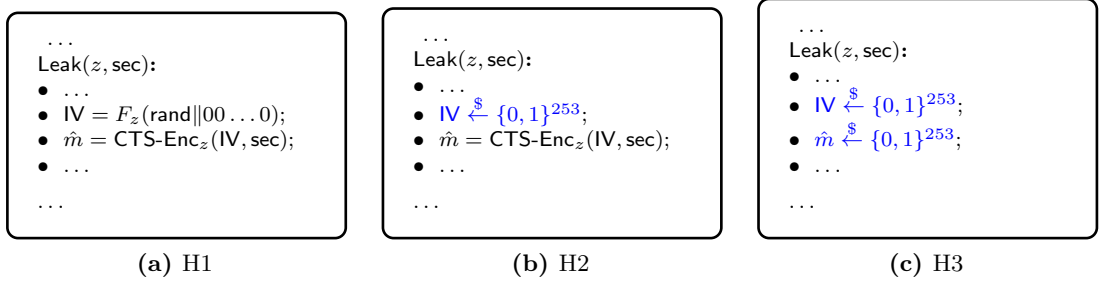 ...
Leak(z, sec):
• ...
• IV = F_z(rand∥00 . . . 0);
• m̂ = CTS-Enc_z(IV, sec);
• ...
...
(a) H1
...
Leak(z, sec):
• ...
• IV ←$ {0, 1}^253;
• m̂ = CTS-Enc_z(IV, sec);
• ...
...
(b) H2
...
Leak(z, sec):
• ...
• IV ←$ {0, 1}^253;
• m̂ ←$ {0, 1}^253;
• ...
...
(c) H3